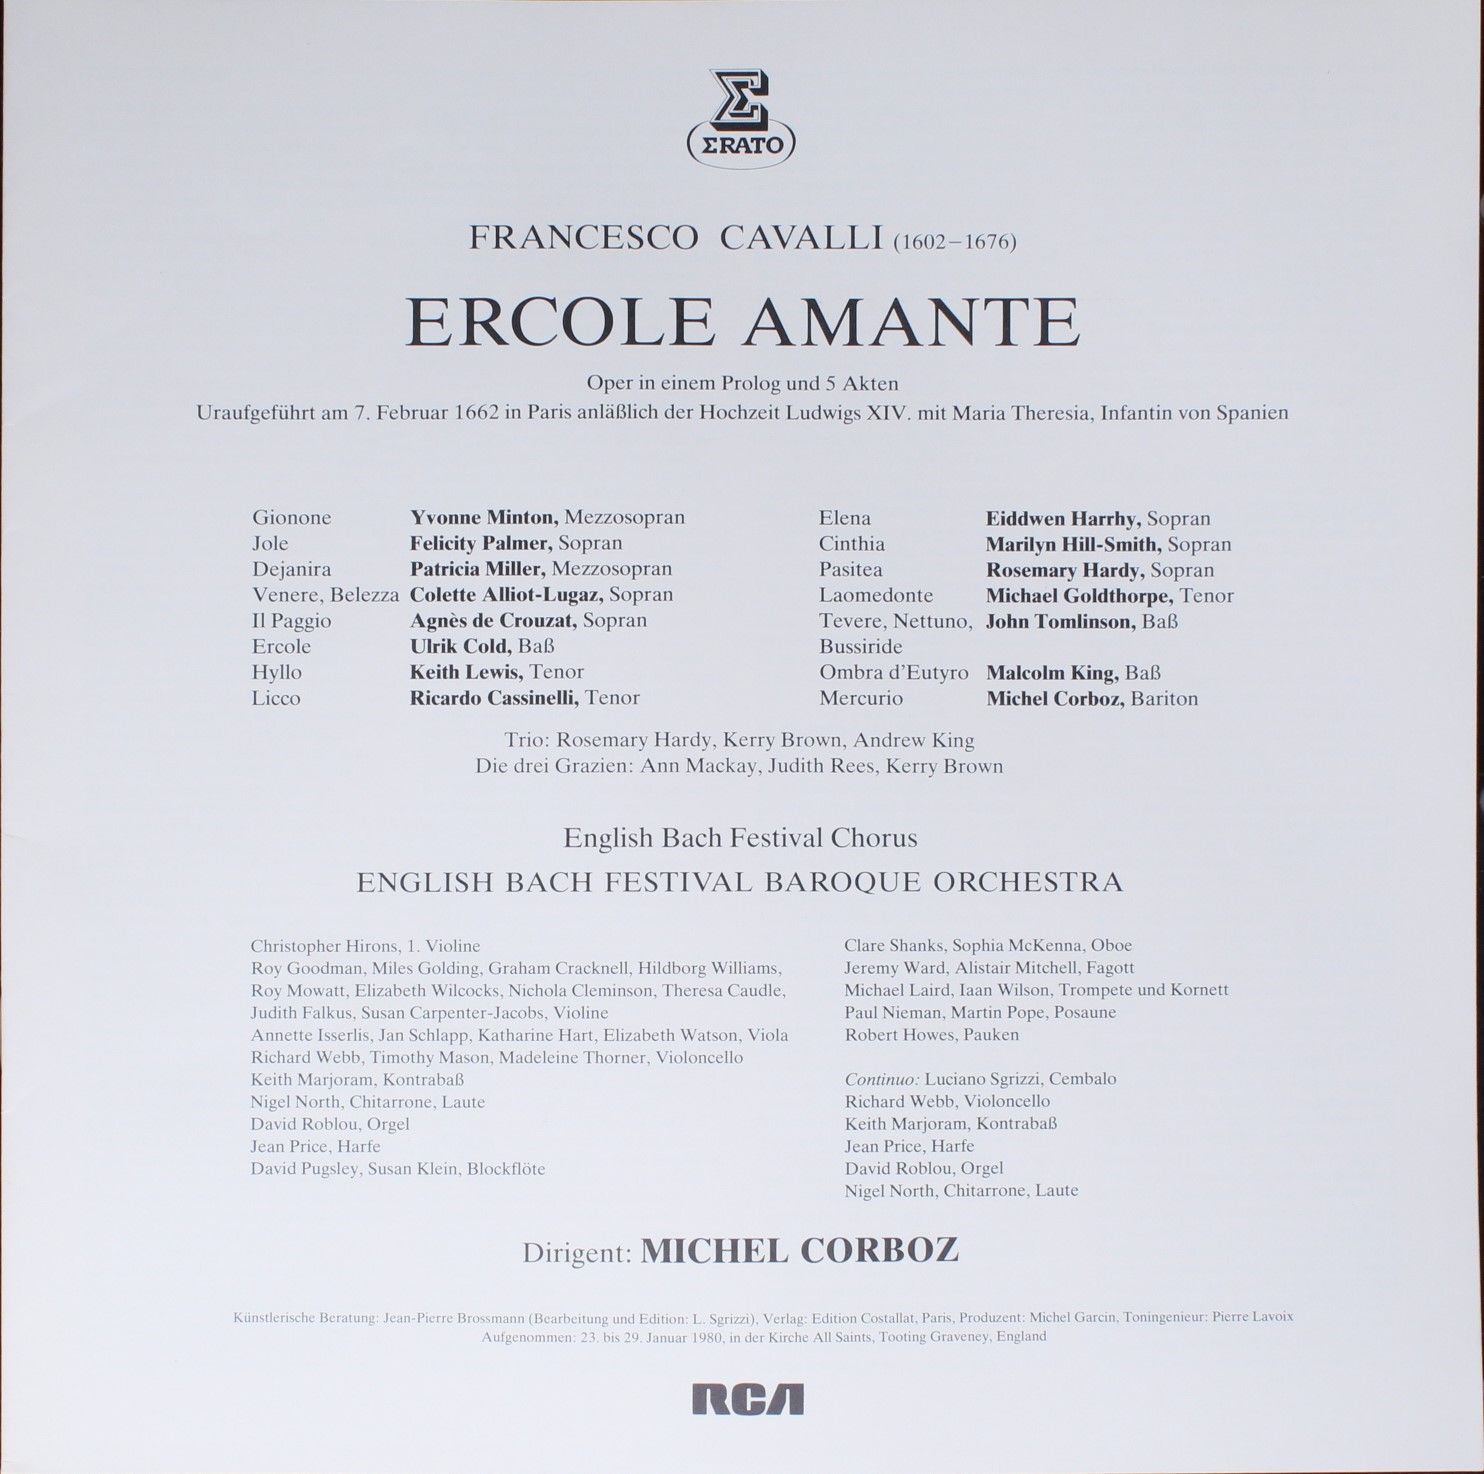 ΣRATO
FRANCESCO CAVALLI (1602–1676)
ERCOLE AMANTE
Oper in einem Prolog und 5 Akten
Uraufgeführt am 7. Februar 1662 in Paris anläßlich der Hochzeit Ludwigs XIV. mit Maria Theresia, Infantin von Spanien
Gionone Yvonne Minton, Mezzosopran
Jole Felicity Palmer, Sopran
Dejanira Patricia Miller, Mezzosopran
Venere, Belezza Colette Alliot-Lugaz, Sopran
Il Paggio Agnès de Crouzat, Sopran
Ercole Ulrik Cold, Baß
Hyllo Keith Lewis, Tenor
Licco Ricardo Cassinelli, Tenor
Elena Eiddwen Harrhy, Sopran
Cinthia Marilyn Hill-Smith, Sopran
Pasitea Rosemary Hardy, Sopran
Laomedonte Michael Goldthorpe, Tenor
Tevere, Nettuno, John Tomlinson, Baß
Bussiride
Ombra d'Eutyro Malcolm King, Baß
Mercurio Michel Corboz, Bariton
Trio: Rosemary Hardy, Kerry Brown, Andrew King
Die drei Grazien: Ann Mackay, Judith Rees, Kerry Brown
English Bach Festival Chorus
ENGLISH BACH FESTIVAL BAROQUE ORCHESTRA
Christopher Hirons, 1. Violine
Roy Goodman, Miles Golding, Graham Cracknell, Hildborg Williams,
Roy Mowatt, Elizabeth Wilcocks, Nichola Cleminson, Theresa Caudle,
Judith Falkus, Susan Carpenter-Jacobs, Violine
Annette Isserlis, Jan Schlapp, Katharine Hart, Elizabeth Watson, Viola
Richard Webb, Timothy Mason, Madeleine Thorner, Violoncello
Keith Marjoram, Kontrabaß
Nigel North, Chitarrone, Laute
David Roblou, Orgel
Jean Price, Harfe
David Pugsley, Susan Klein, Blockflöte
Clare Shanks, Sophia McKenna, Oboe
Jeremy Ward, Alistair Mitchell, Fagott
Michael Laird, Iaan Wilson, Trompete und Kornett
Paul Nieman, Martin Pope, Posaune
Robert Howes, Pauken
Continuo: Luciano Sgrizzi, Cembalo
Richard Webb, Violoncello
Keith Marjoram, Kontrabaß
Jean Price, Harfe
David Roblou, Orgel
Nigel North, Chitarrone, Laute
Dirigent: MICHEL CORBOZ
Künstlerische Beratung: Jean-Pierre Brossmann (Bearbeitung und Edition: L. Sgrizzi), Verlag: Edition Costallat, Paris, Produzent: Michel Garcin, Toningenieur: Pierre Lavoix
Aufgenommen: 23. bis 29. Januar 1980, in der Kirche All Saints, Tooting Graveney, England
RCA